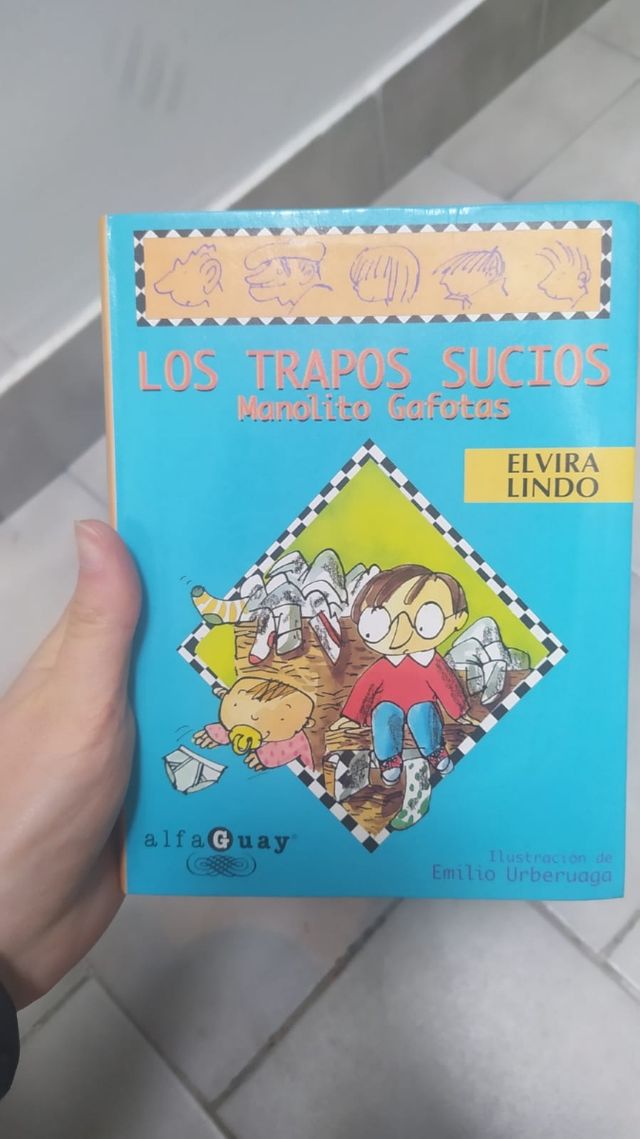 LOS TRAPOS SUCIOS
Manolito Gafotas
ELVIRA
LINDO
alfaGuay®
Ilustración de
Emilio Urberuaga